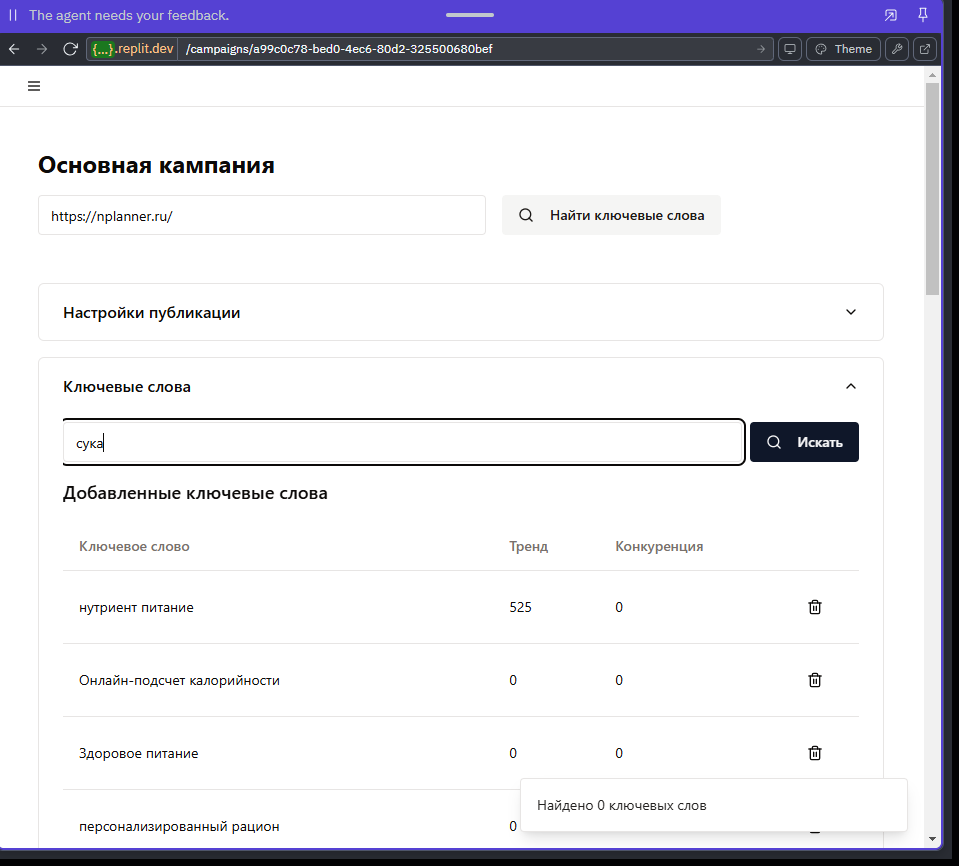 The agent needs your feedback.
{...}.replit.dev /campaigns/a99c0c78-bed0-4ec6-80d2-325500680bef Theme
Основная кампания
https://nplanner.ru/ Найти ключевые слова
Настройки публикации
Ключевые слова
сука Искать
Добавленные ключевые слова
Ключевое слово Тренд Конкуренция
нутриент питание 525 0
Онлайн-подсчет калорийности 0 0
Здоровое питание 0 0
персонализированный рацион 0
Найдено 0 ключевых слов